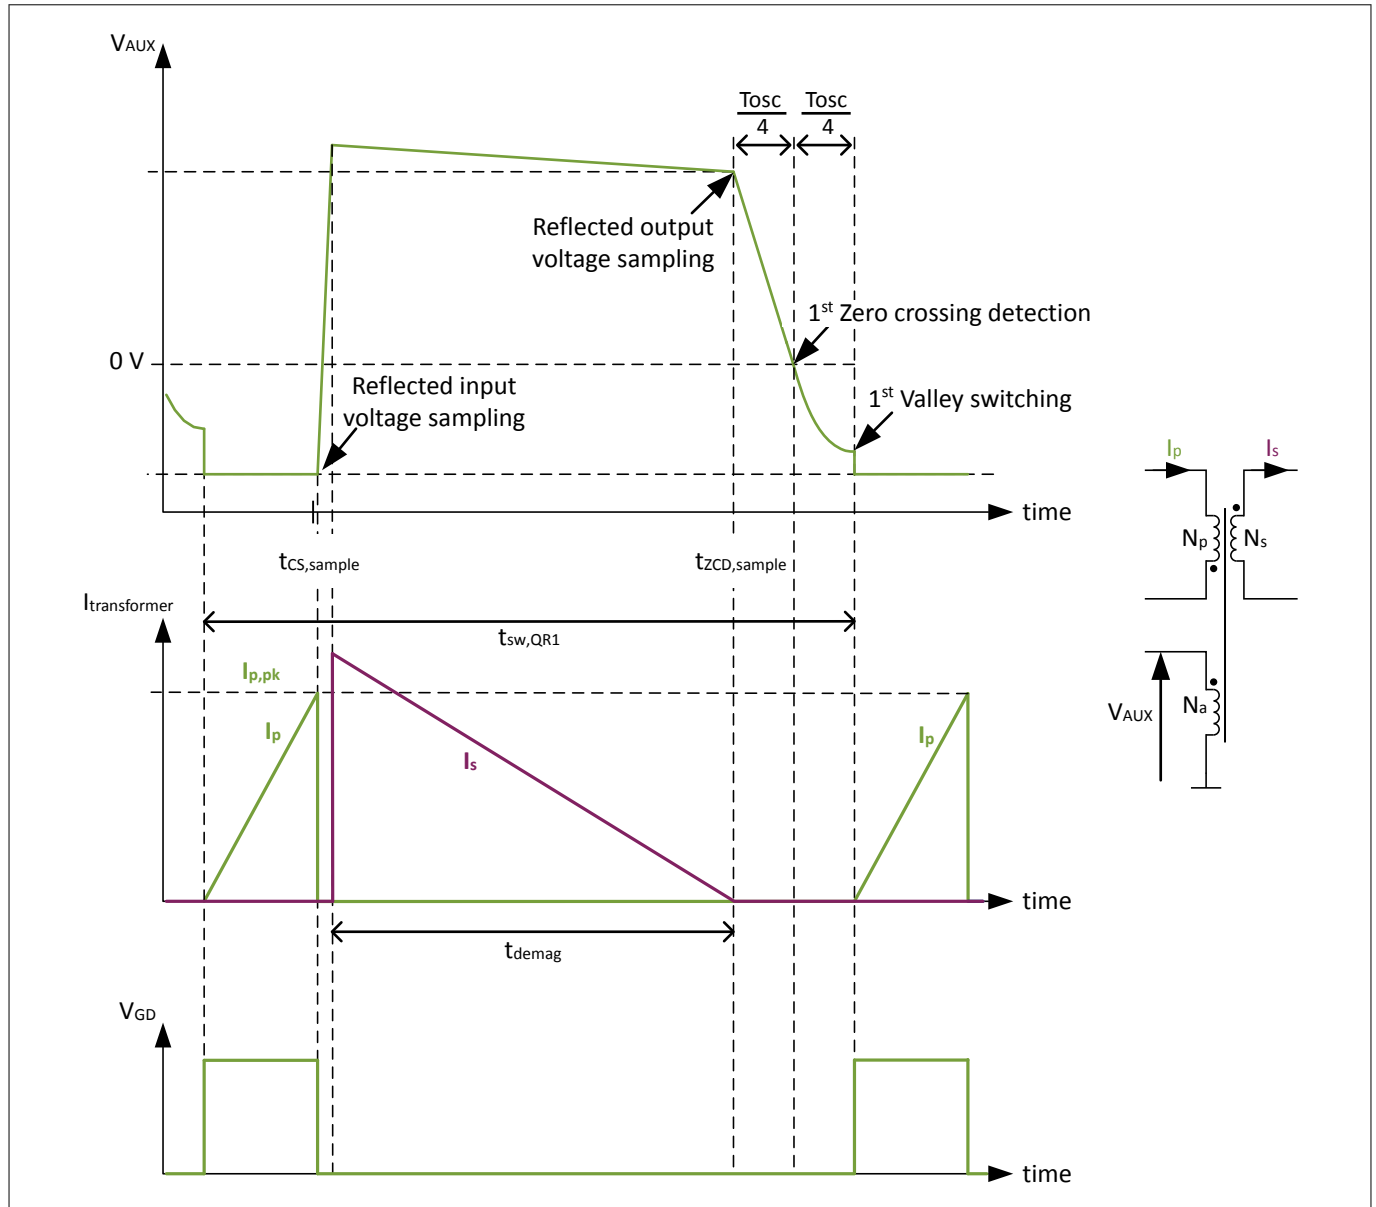 VAUX
Tosc
4
Tosc
4
Reflected output
voltage sampling
1st Zero crossing detection
0 V
Reflected input
voltage sampling
1st Valley switching
time
tCS,sample
tZCD,sample
Itransformer
tsw,QR1
Ip,pk
Ip
Is
Ip
time
tdemag
VGD
time
Ip
Is
Np
Ns
VAUX
Na